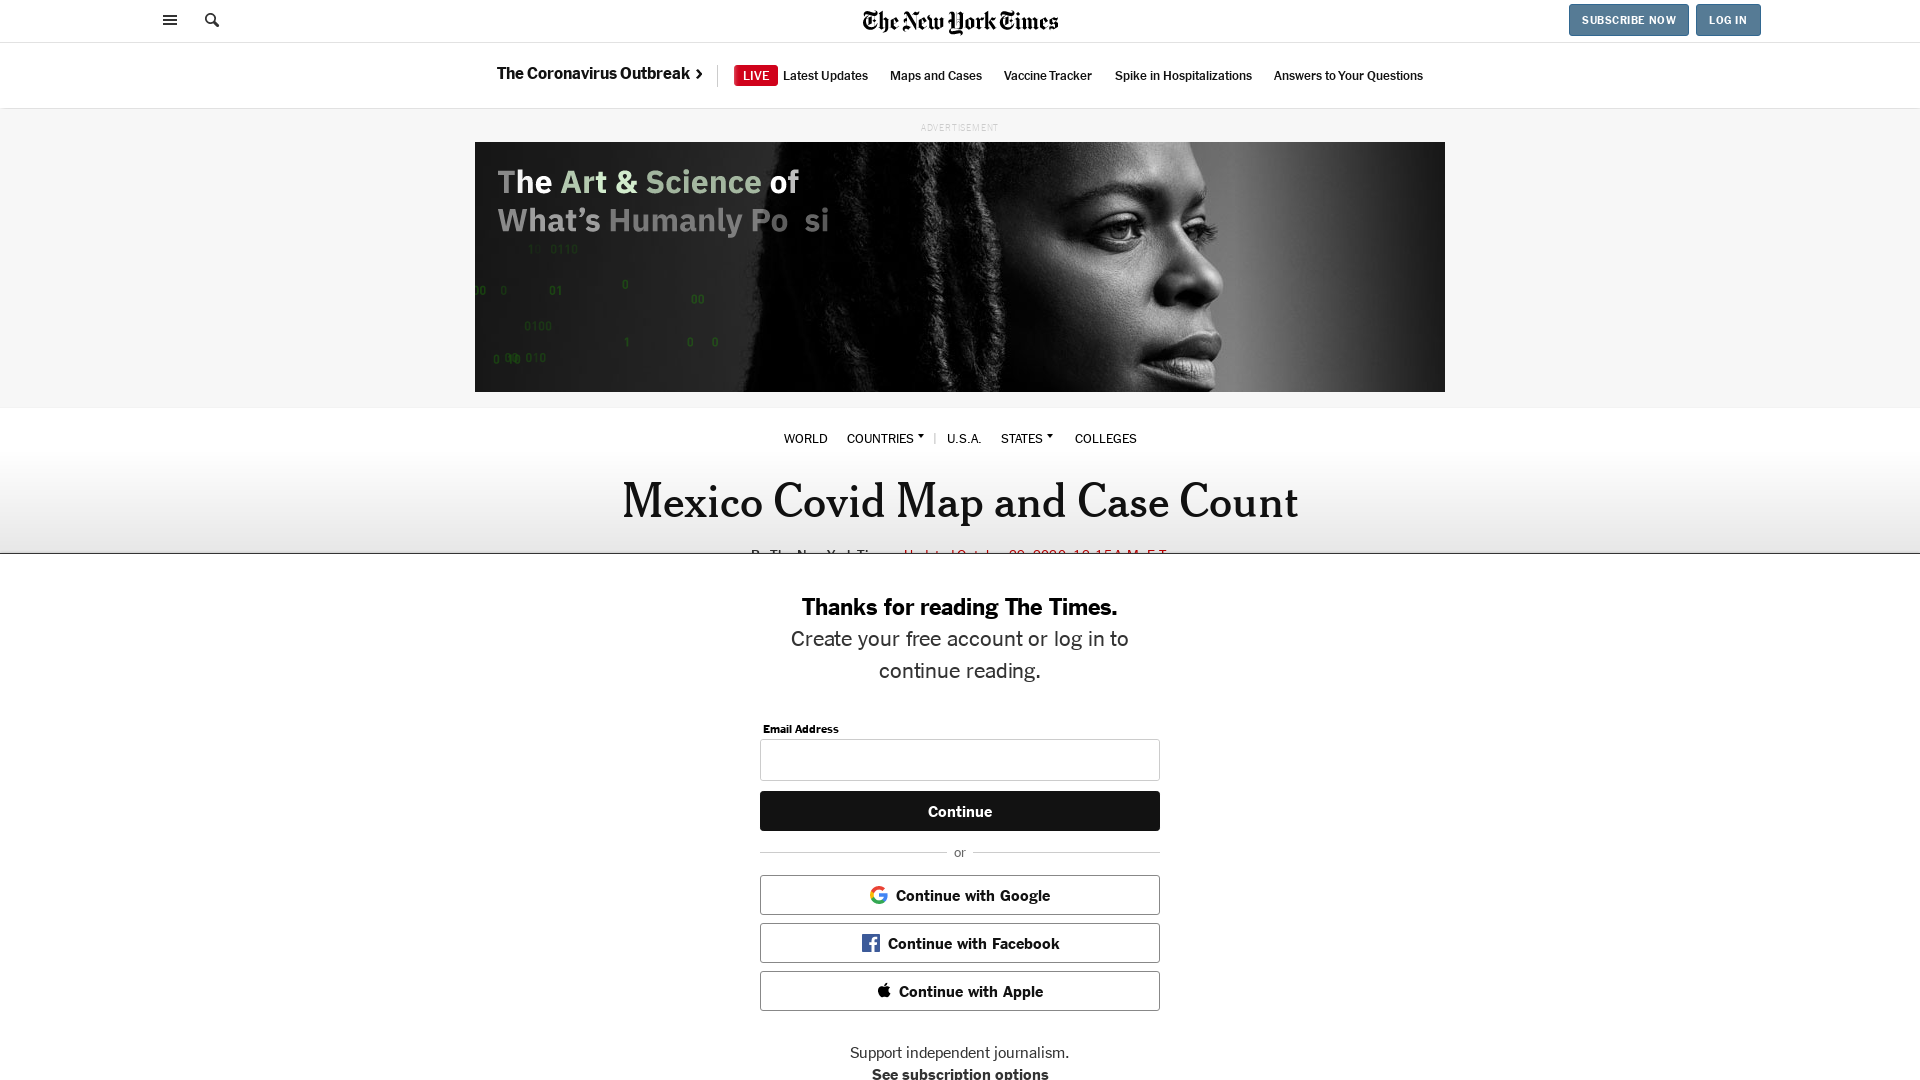 The New York Times
SUBSCRIBE NOW
LOG IN
The Coronavirus Outbreak
LIVE Latest Updates
Maps and Cases
Vaccine Tracker
Spike in Hospitalizations
Answers to Your Questions
ADVERTISEMENT
The Art & Science of
What's Humanly Po si
WORLD COUNTRIES | U.S.A. STATES COLLEGES
Mexico Covid Map and Case Count
Thanks for reading The Times.
Create your free account or log in to
continue reading.
Email Address
Continue
or
Continue with Google
Continue with Facebook
Continue with Apple
Support independent journalism.
See subscription options